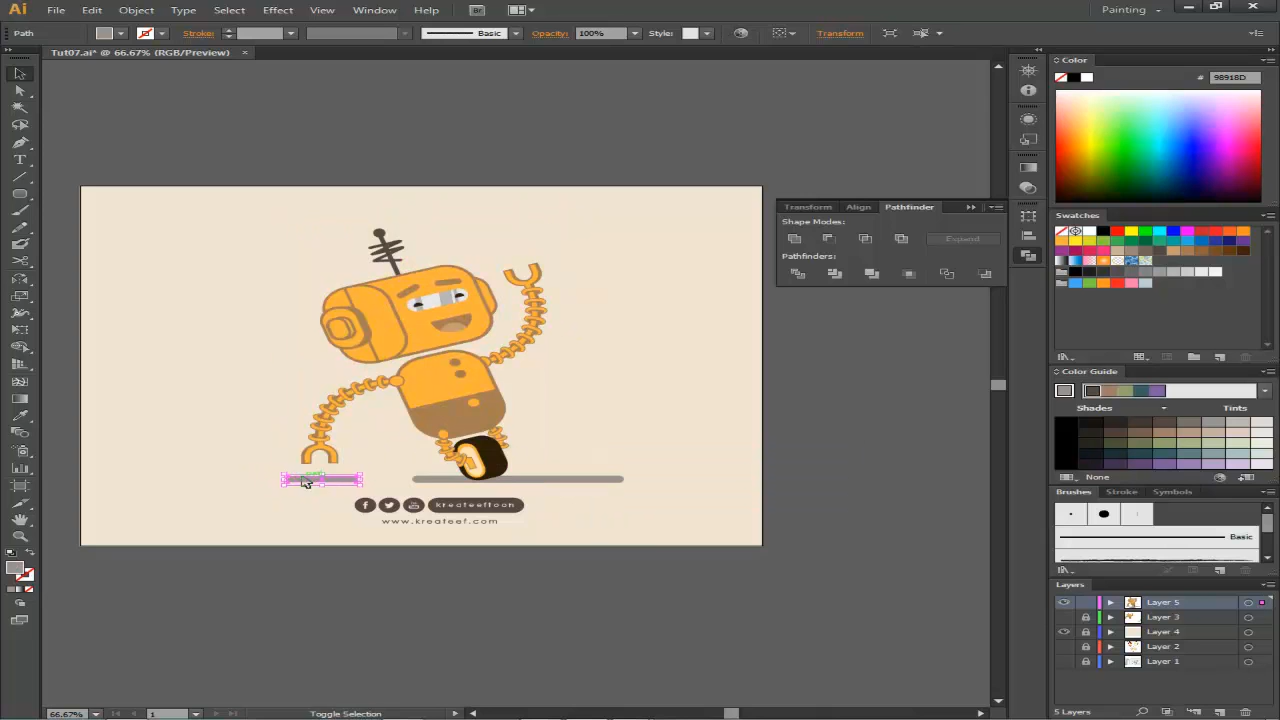 Ai File Edit Object Type Select Effect View Window Help Br Painting
Path Stroke: Basic Opacity: 100% Style: Transform
Tut07.ai* @ 66.67% (RGB/Preview) ×
Color
# 98918D
Transform Align Pathfinder
Shape Modes:
Expand
Pathfinders:
Swatches
Color Guide
Shades Tints
None
Brushes Stroke Symbols
Basic
Layers
Layer 5
Layer 3
Layer 4
Layer 2
Layer 1
5 Layers
kreateeftoon
www.kreateef.com
66.67% 1 Toggle Selection